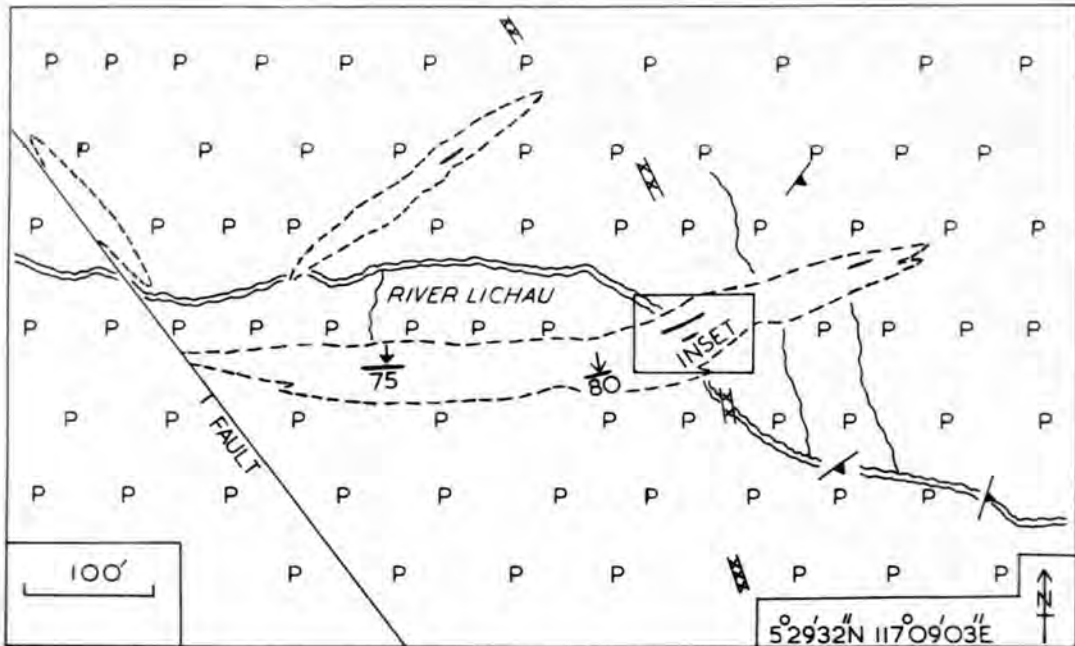 P P P P P P P P P P P
P P P P P P P P P P
P P P P P P P P P P P P
RIVER LICHAU
P P P P P P P P P P P
INSET
75
80
P P P P P P P P P P
FAULT
P P P P P P P P P P
100'
P P P P P P P
N
5°29'32"N 117°09'03"E